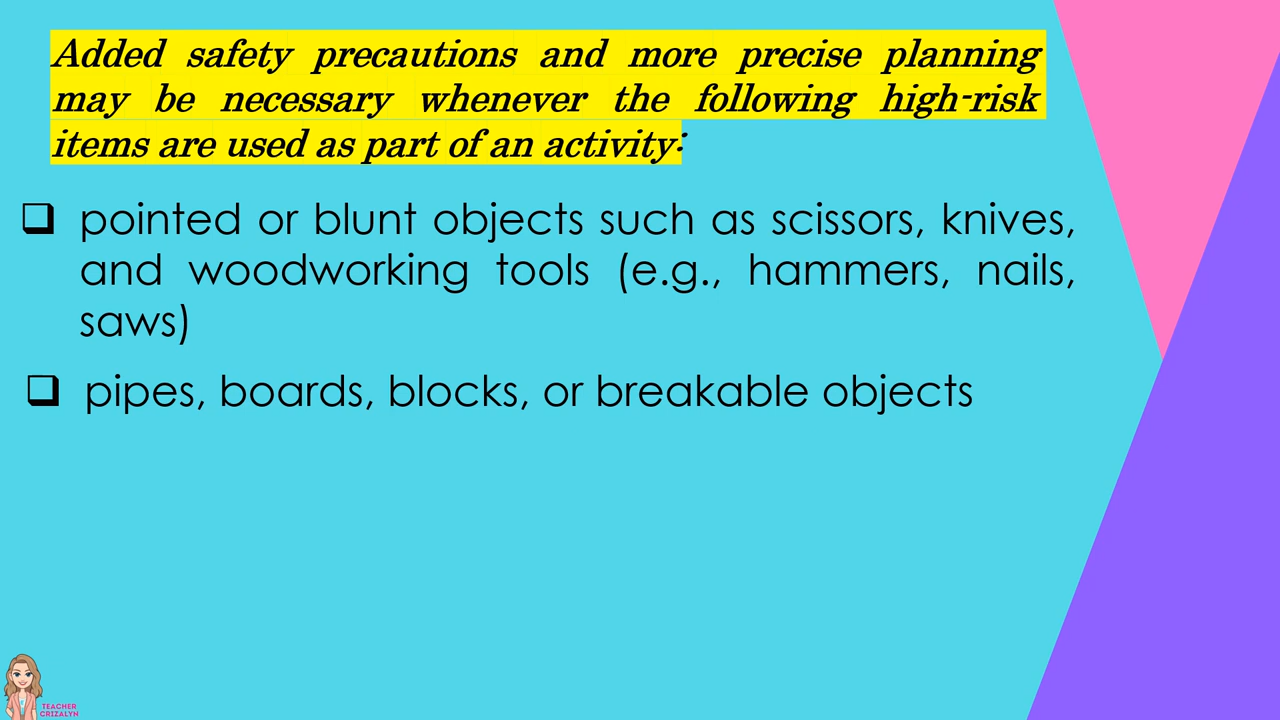 Added safety precautions and more precise planning
may be necessary whenever the following high-risk
items are used as part of an activity:
❑ pointed or blunt objects such as scissors, knives,
and woodworking tools (e.g., hammers, nails,
saws)
❑ pipes, boards, blocks, or breakable objects
TEACHER
CRIZALYN